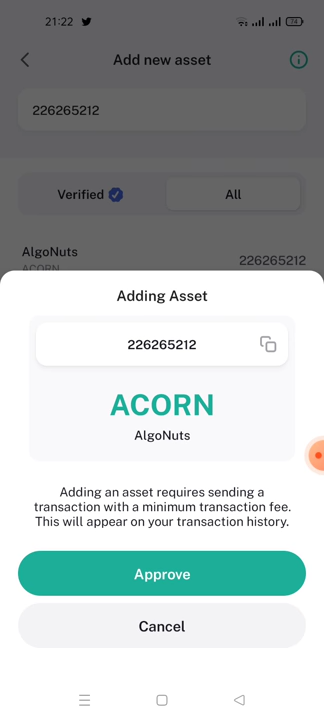 21:22
74
Add new asset
226265212
Verified
All
AlgoNuts
226265212
ACORN
Adding Asset
226265212
ACORN
AlgoNuts
Adding an asset requires sending a
transaction with a minimum transaction fee.
This will appear on your transaction history.
Approve
Cancel